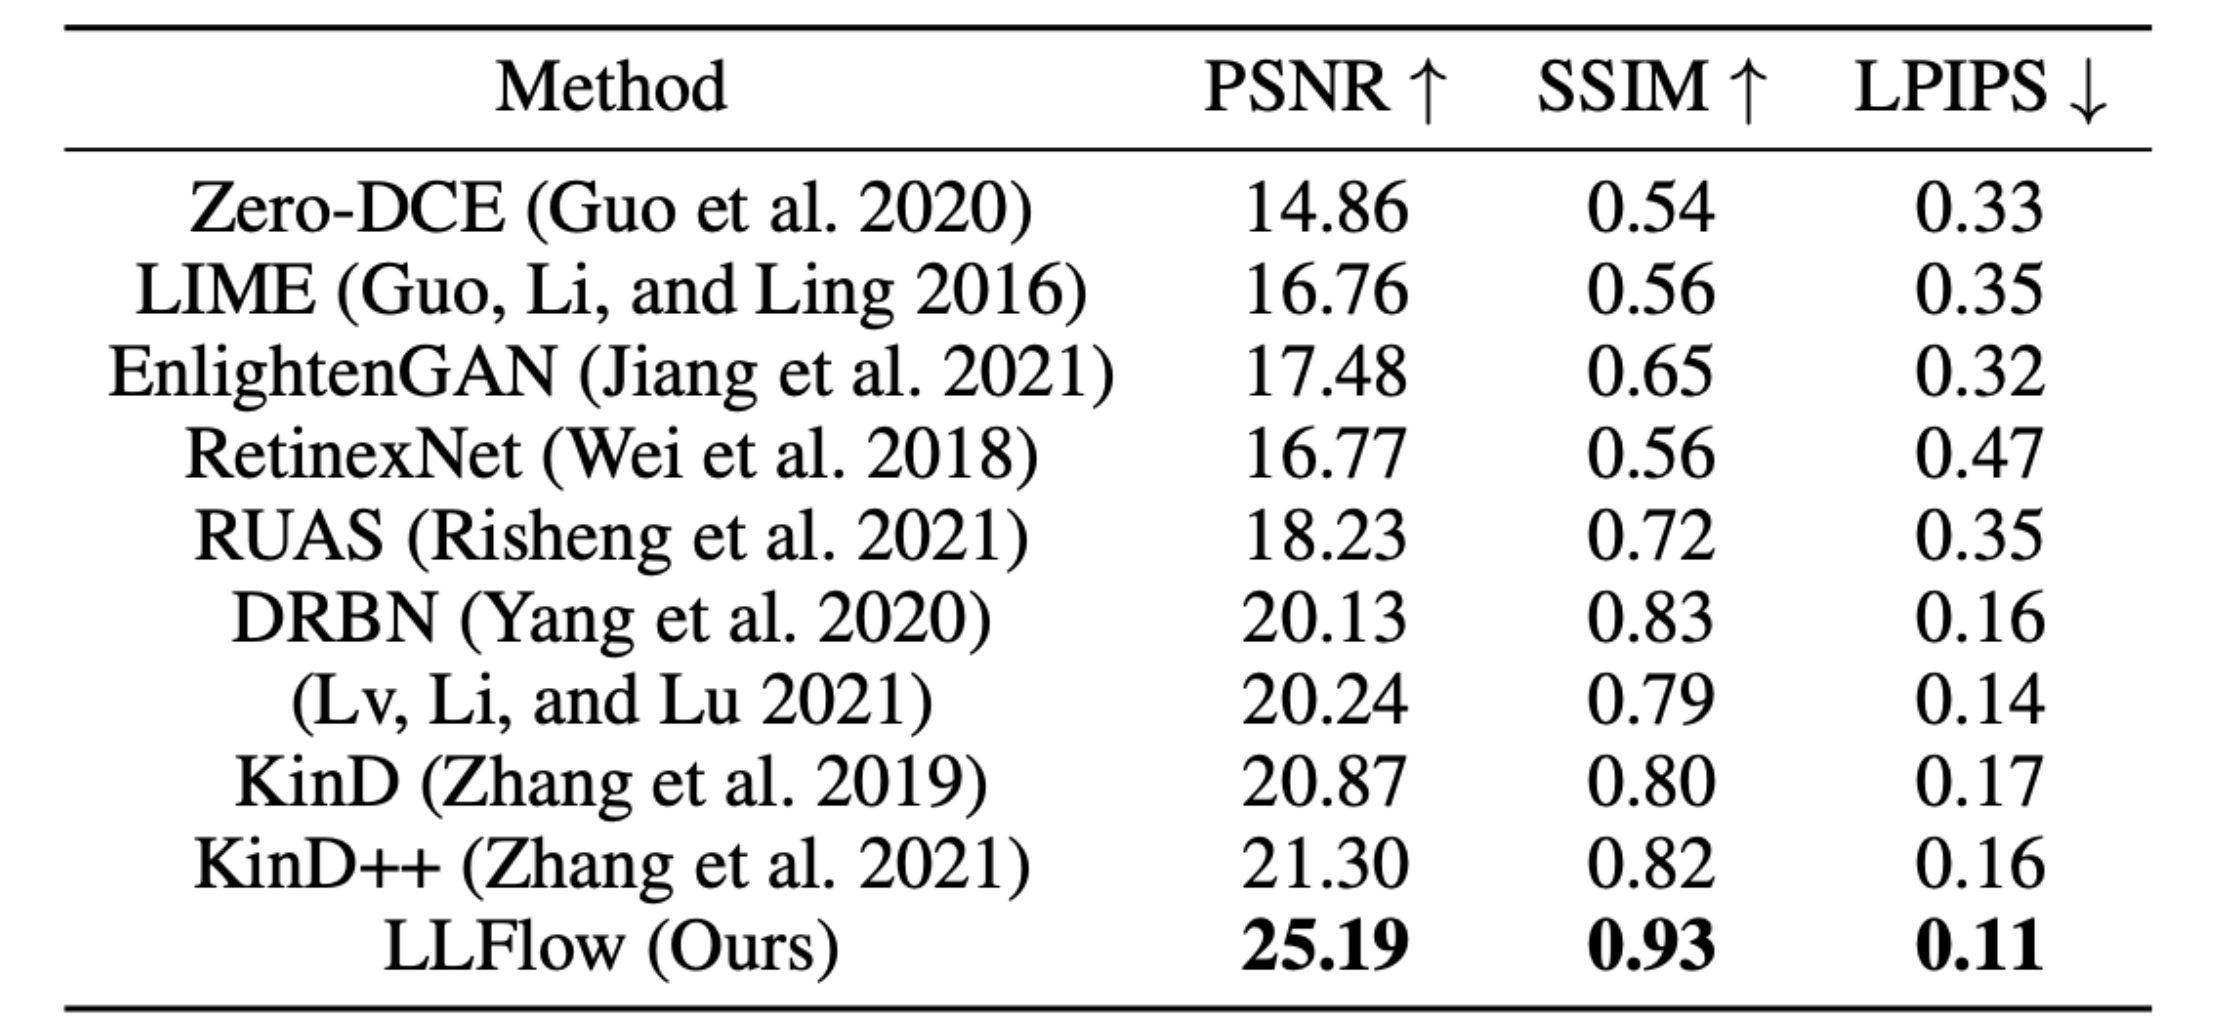 Method PSNR ↑ SSIM ↑ LPIPS ↓
Zero-DCE (Guo et al. 2020) 14.86 0.54 0.33
LIME (Guo, Li, and Ling 2016) 16.76 0.56 0.35
EnlightenGAN (Jiang et al. 2021) 17.48 0.65 0.32
RetinexNet (Wei et al. 2018) 16.77 0.56 0.47
RUAS (Risheng et al. 2021) 18.23 0.72 0.35
DRBN (Yang et al. 2020) 20.13 0.83 0.16
(Lv, Li, and Lu 2021) 20.24 0.79 0.14
KinD (Zhang et al. 2019) 20.87 0.80 0.17
KinD++ (Zhang et al. 2021) 21.30 0.82 0.16
LLFlow (Ours) 25.19 0.93 0.11